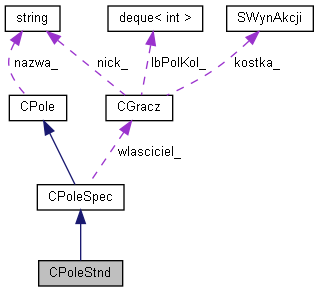 string
deque< int >
SWynAkcji
nazwa_
nick_
lbPolKol_
kostka_
CPole
CGracz
wlasciciel_
CPoleSpec
CPoleStnd